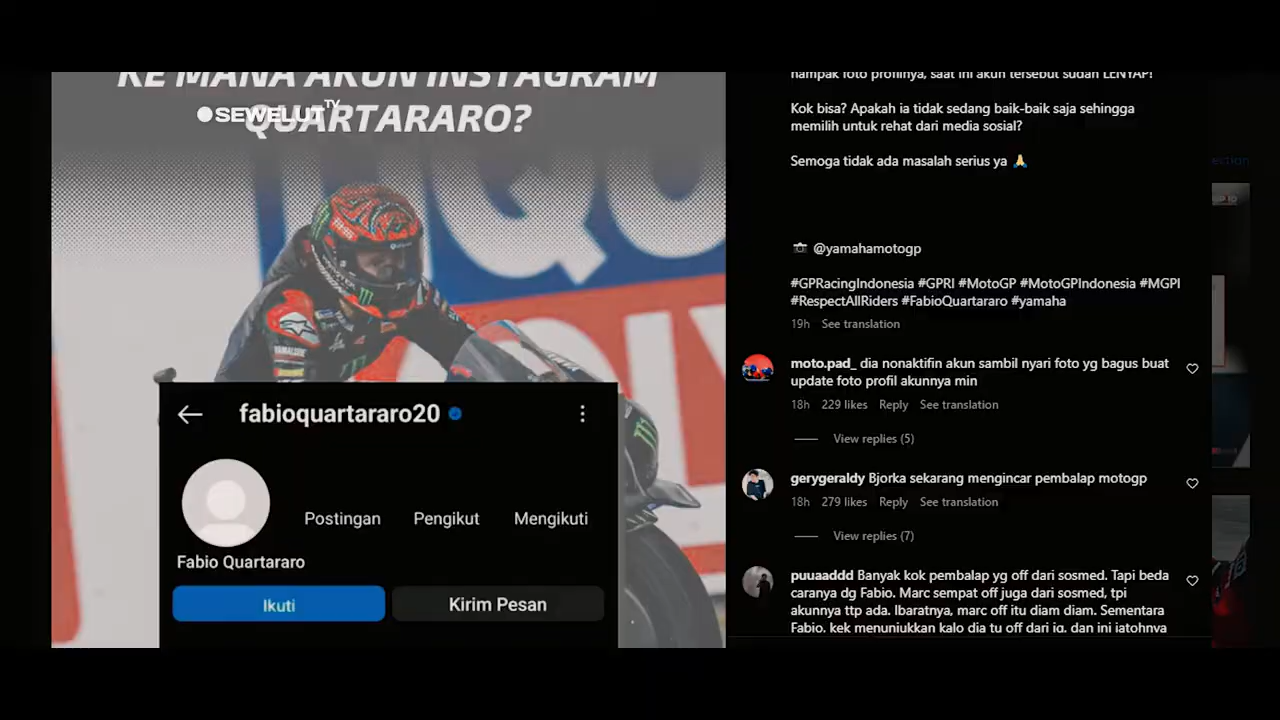 KE MANA AKUN INSTAGRAM
QUARTARARO?
SEWELUT TV
fabioquartararo20
Postingan Pengikut Mengikuti
Fabio Quartararo
Ikuti Kirim Pesan
nampak foto profilnya, saat ini akun tersebut sudah LENYAP!
Kok bisa? Apakah ia tidak sedang baik-baik saja sehingga
memilih untuk rehat dari media sosial?
Semoga tidak ada masalah serius ya 🙏
@yamahamotogp
#GPRacingIndonesia #GPRI #MotoGP #MotoGPIndonesia #MGPI
#RespectAllRiders #FabioQuartararo #yamaha
19h See translation
moto.pad_ dia nonaktifin akun sambil nyari foto yg bagus buat
update foto profil akunnya min
18h 229 likes Reply See translation
View replies (5)
gerygeraldy Bjorka sekarang mengincar pembalap motogp
18h 279 likes Reply See translation
View replies (7)
puuaaddd Banyak kok pembalap yg off dari sosmed. Tapi beda
caranya dg Fabio. Marc sempat off juga dari sosmed, tpi
akunnya ttp ada. Ibaratnya, marc off itu diam diam. Sementara
Fabio, kek menunjukkan kalo dia tu off dari ig, dan ini jatohnya